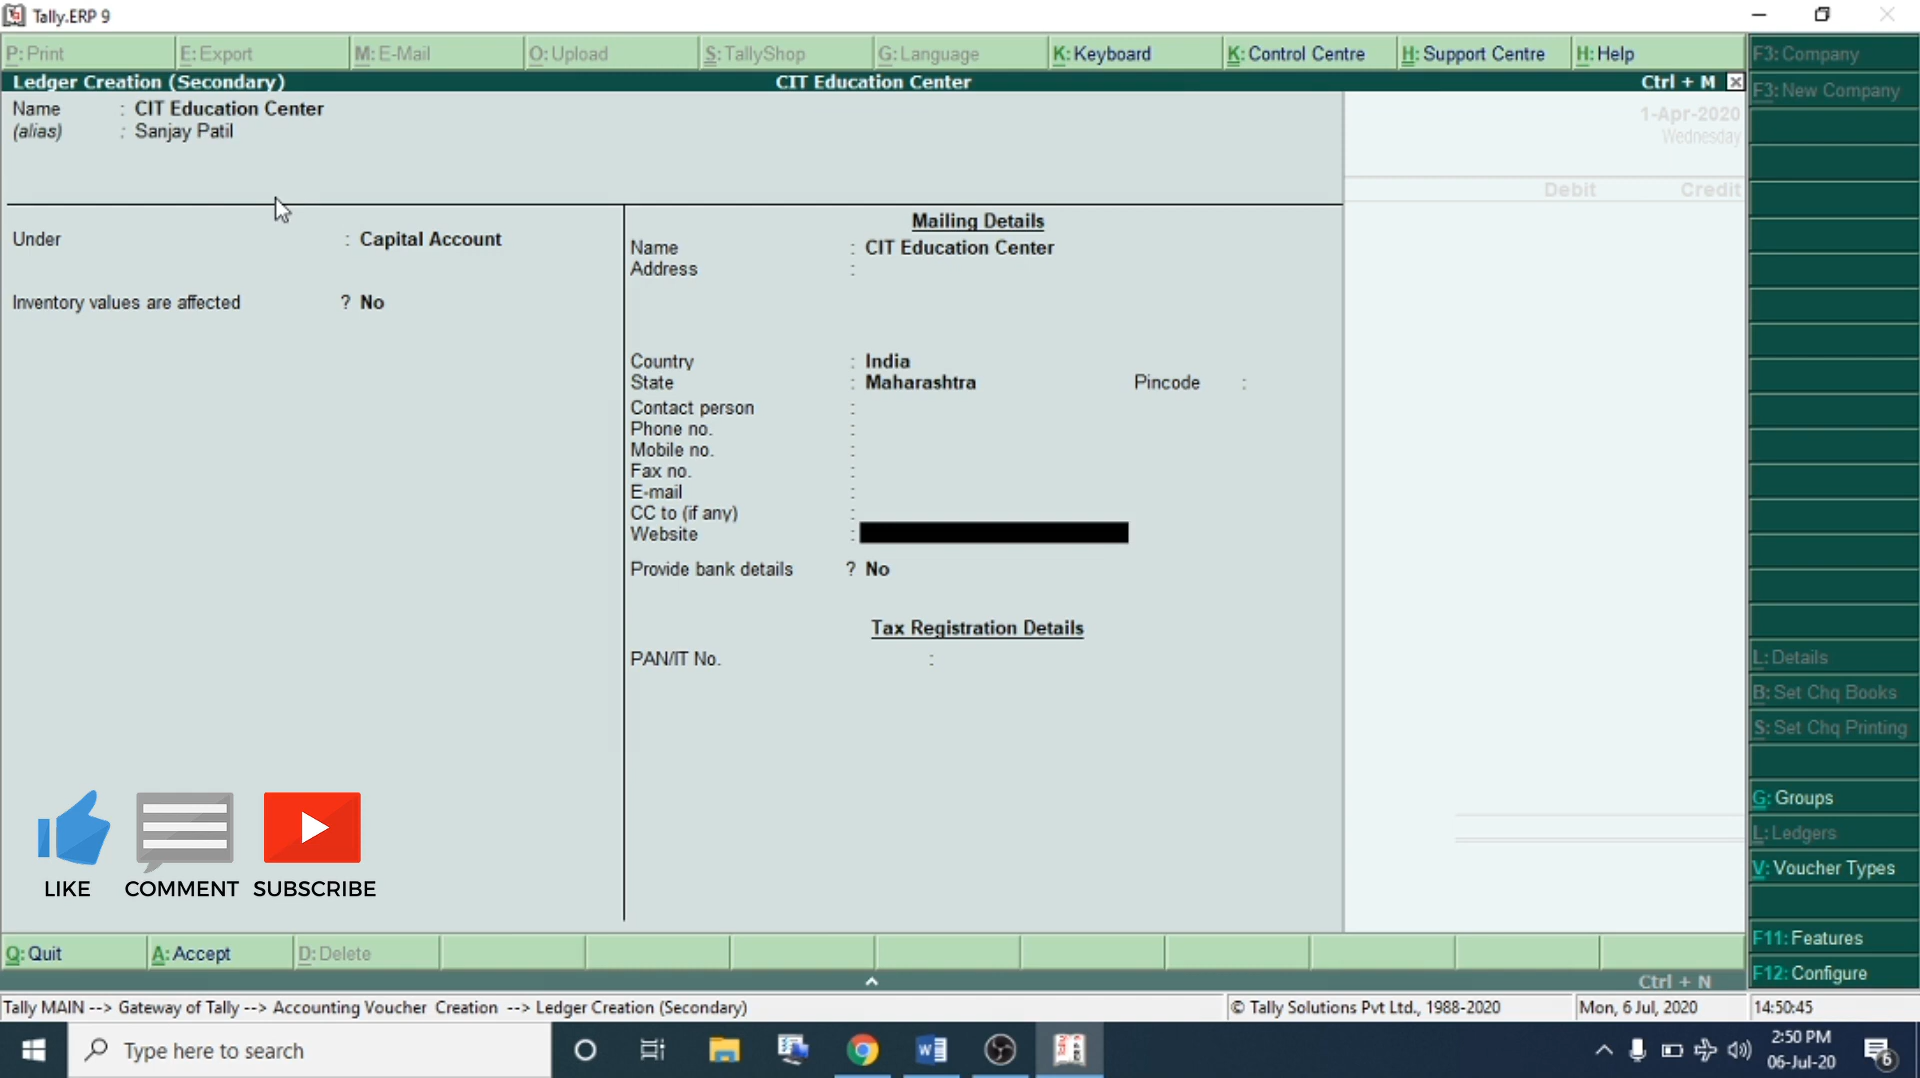 Tally.ERP 9
P: Print
E: Export
M: E-Mail
O: Upload
S: TallyShop
G: Language
K: Keyboard
K: Control Centre
H: Support Centre
H: Help
F3: Company
Ledger Creation (Secondary)
CIT Education Center
Ctrl + M
F3: New Company
Name : CIT Education Center
(alias) : Sanjay Patil
1-Apr-2020
Wednesday
Debit Credit
Under : Capital Account
Inventory values are affected ? No
Mailing Details
Name : CIT Education Center
Address :
Country : India
State : Maharashtra Pincode :
Contact person :
Phone no. :
Mobile no. :
Fax no. :
E-mail :
CC to (if any) :
Website :
Provide bank details ? No
Tax Registration Details
PAN/IT No. :
L: Details
B: Set Chq Books
S: Set Chq Printing
G: Groups
L: Ledgers
V: Voucher Types
F11: Features
F12: Configure
LIKE COMMENT SUBSCRIBE
Q: Quit
A: Accept
D: Delete
Ctrl + N
Tally MAIN --> Gateway of Tally --> Accounting Voucher Creation --> Ledger Creation (Secondary)
© Tally Solutions Pvt Ltd., 1988-2020
Mon, 6 Jul, 2020
14:50:45
Type here to search
2:50 PM
06-Jul-20
6